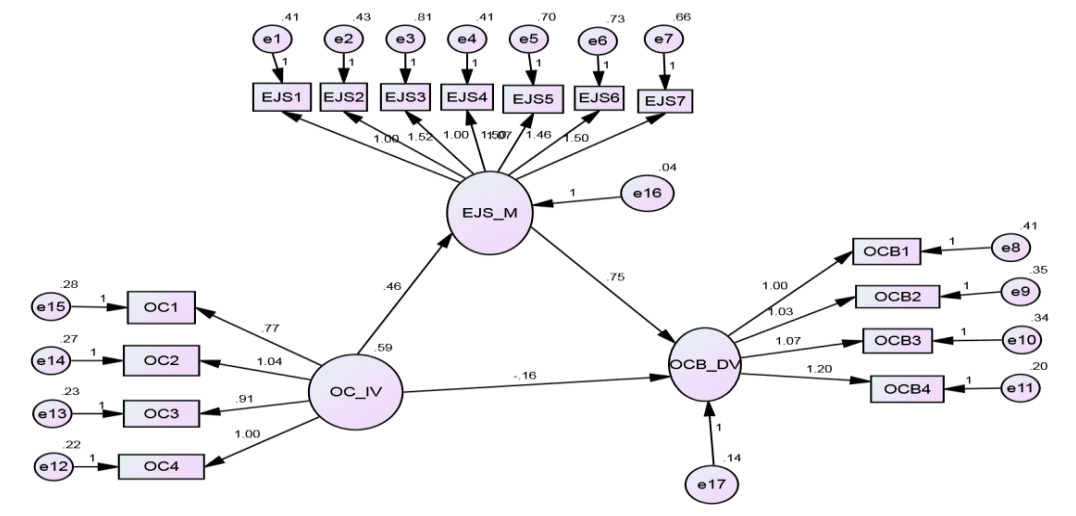 .41 .43 .81 .41 .70 .73 .66
e1 e2 e3 e4 e5 e6 e7
1 1 1 1 1 1 1
EJS1 EJS2 EJS3 EJS4 EJS5 EJS6 EJS7
1.00 1.52 1.00 1.46 1.50
.04
e16
1
EJS_M
.41
e8
1
OCB1
.75
.35
e9
1
OCB2
1.00
.28
e15
1
OC1
.46
1.03
.34
e10
1
OCB3
.77
1.07
.27
e14
1
OC2
1.04
.59
OC_IV
-.16
OCB_DV
1.20
.20
e11
1
OCB4
.23
e13
1
OC3
.91
1.00
.22
e12
1
OC4
1
.14
e17